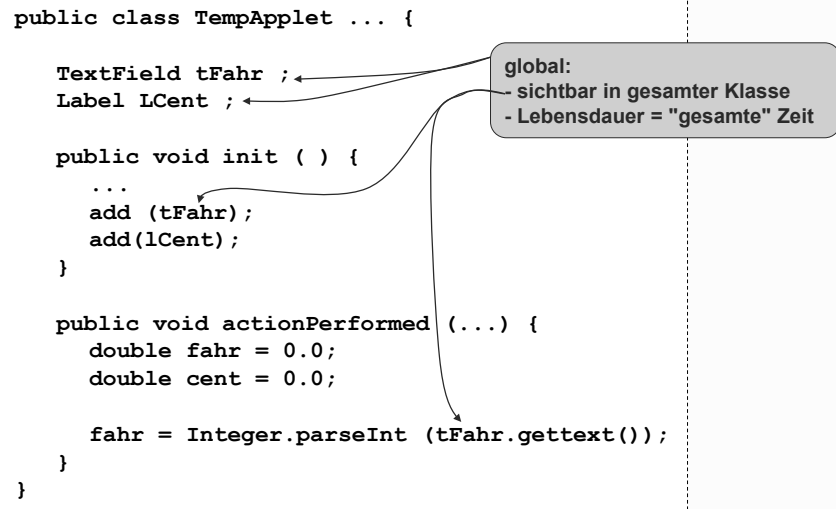 public class TempApplet ... {
TextField tFahr ;
Label LCent ;
global:
- sichtbar in gesamter Klasse
- Lebensdauer = "gesamte" Zeit
public void init ( ) {
...
add (tFahr);
add(lCent);
}
public void actionPerformed (...) {
double fahr = 0.0;
double cent = 0.0;
fahr = Integer.parseInt (tFahr.gettext());
}
}